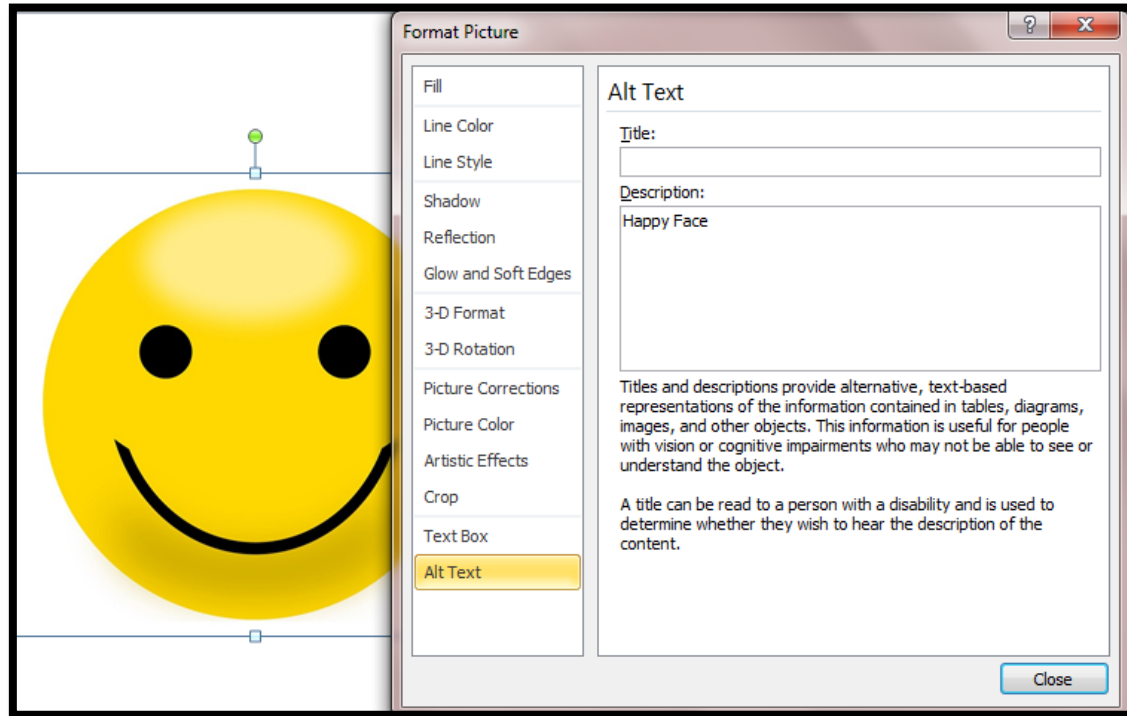 Format Picture
Fill
Line Color
Line Style
Shadow
Reflection
Glow and Soft Edges
3-D Format
3-D Rotation
Picture Corrections
Picture Color
Artistic Effects
Crop
Text Box
Alt Text
Alt Text
Title:
Description:
Happy Face
Titles and descriptions provide alternative, text-based
representations of the information contained in tables, diagrams,
images, and other objects. This information is useful for people
with vision or cognitive impairments who may not be able to see or
understand the object.
A title can be read to a person with a disability and is used to
determine whether they wish to hear the description of the
content.
Close